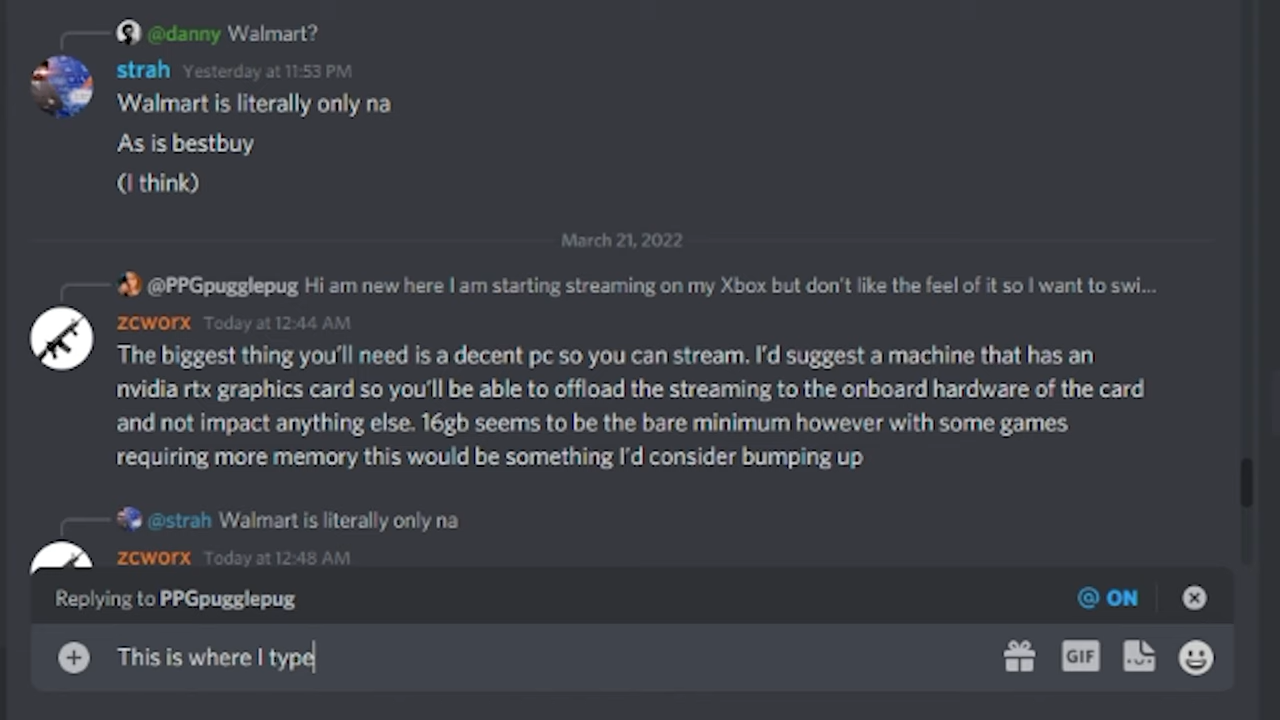 @danny Walmart?
strah Yesterday at 11:53 PM
Walmart is literally only na
As is bestbuy
(I think)
March 21, 2022
@PPGpugglepug Hi am new here I am starting streaming on my Xbox but don't like the feel of it so I want to swi...
zcworx Today at 12:44 AM
The biggest thing you'll need is a decent pc so you can stream. I'd suggest a machine that has an
nvidia rtx graphics card so you'll be able to offload the streaming to the onboard hardware of the card
and not impact anything else. 16gb seems to be the bare minimum however with some games
requiring more memory this would be something I'd consider bumping up
@strah Walmart is literally only na
zcworx Today at 12:48 AM
Replying to PPGpugglepug @ ON
This is where I type GIF